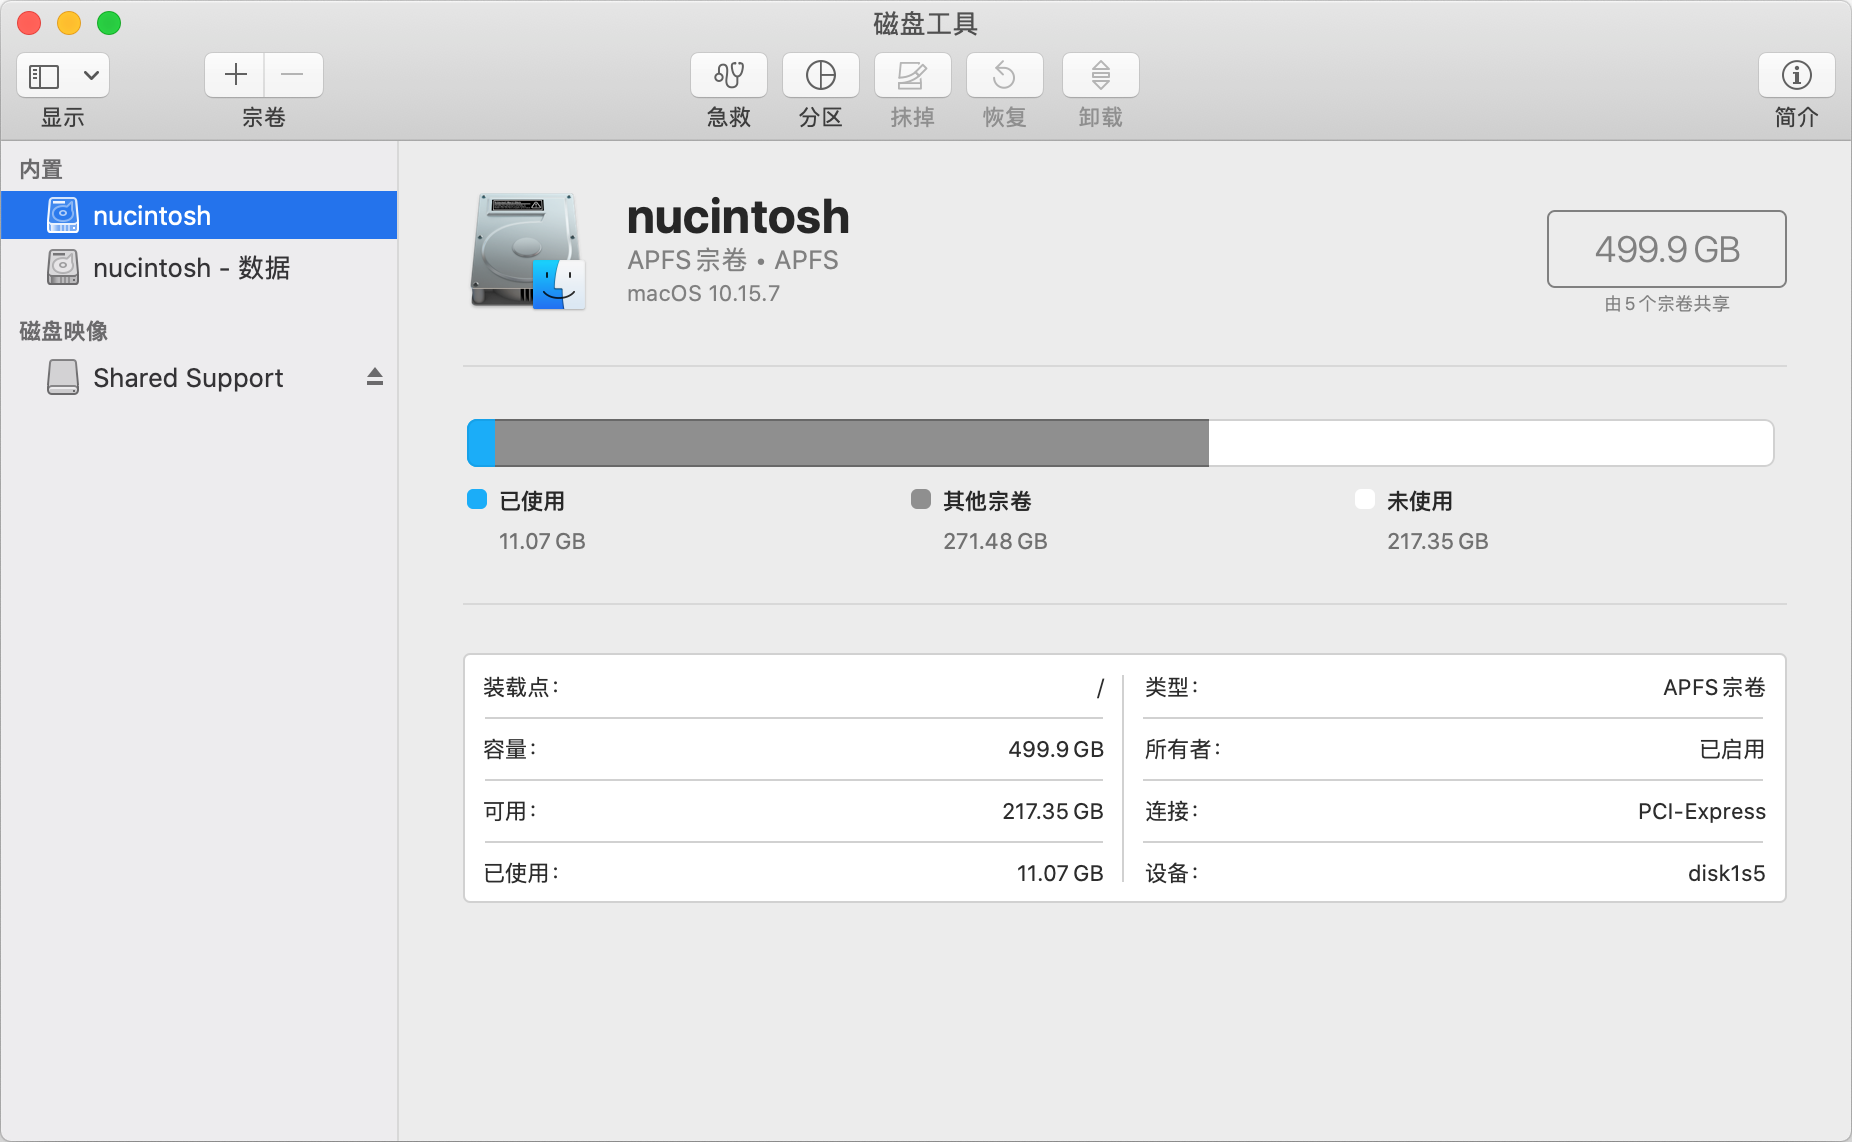 磁盘工具
显示
宗卷
急救
分区
抹掉
恢复
卸载
简介
内置
nucintosh
nucintosh - 数据
磁盘映像
Shared Support
nucintosh
APFS 宗卷 • APFS
macOS 10.15.7
499.9 GB
由 5 个宗卷共享
已使用
11.07 GB
其他宗卷
271.48 GB
未使用
217.35 GB
装载点: /
容量: 499.9 GB
可用: 217.35 GB
已使用: 11.07 GB
类型: APFS 宗卷
所有者: 已启用
连接: PCI-Express
设备: disk1s5